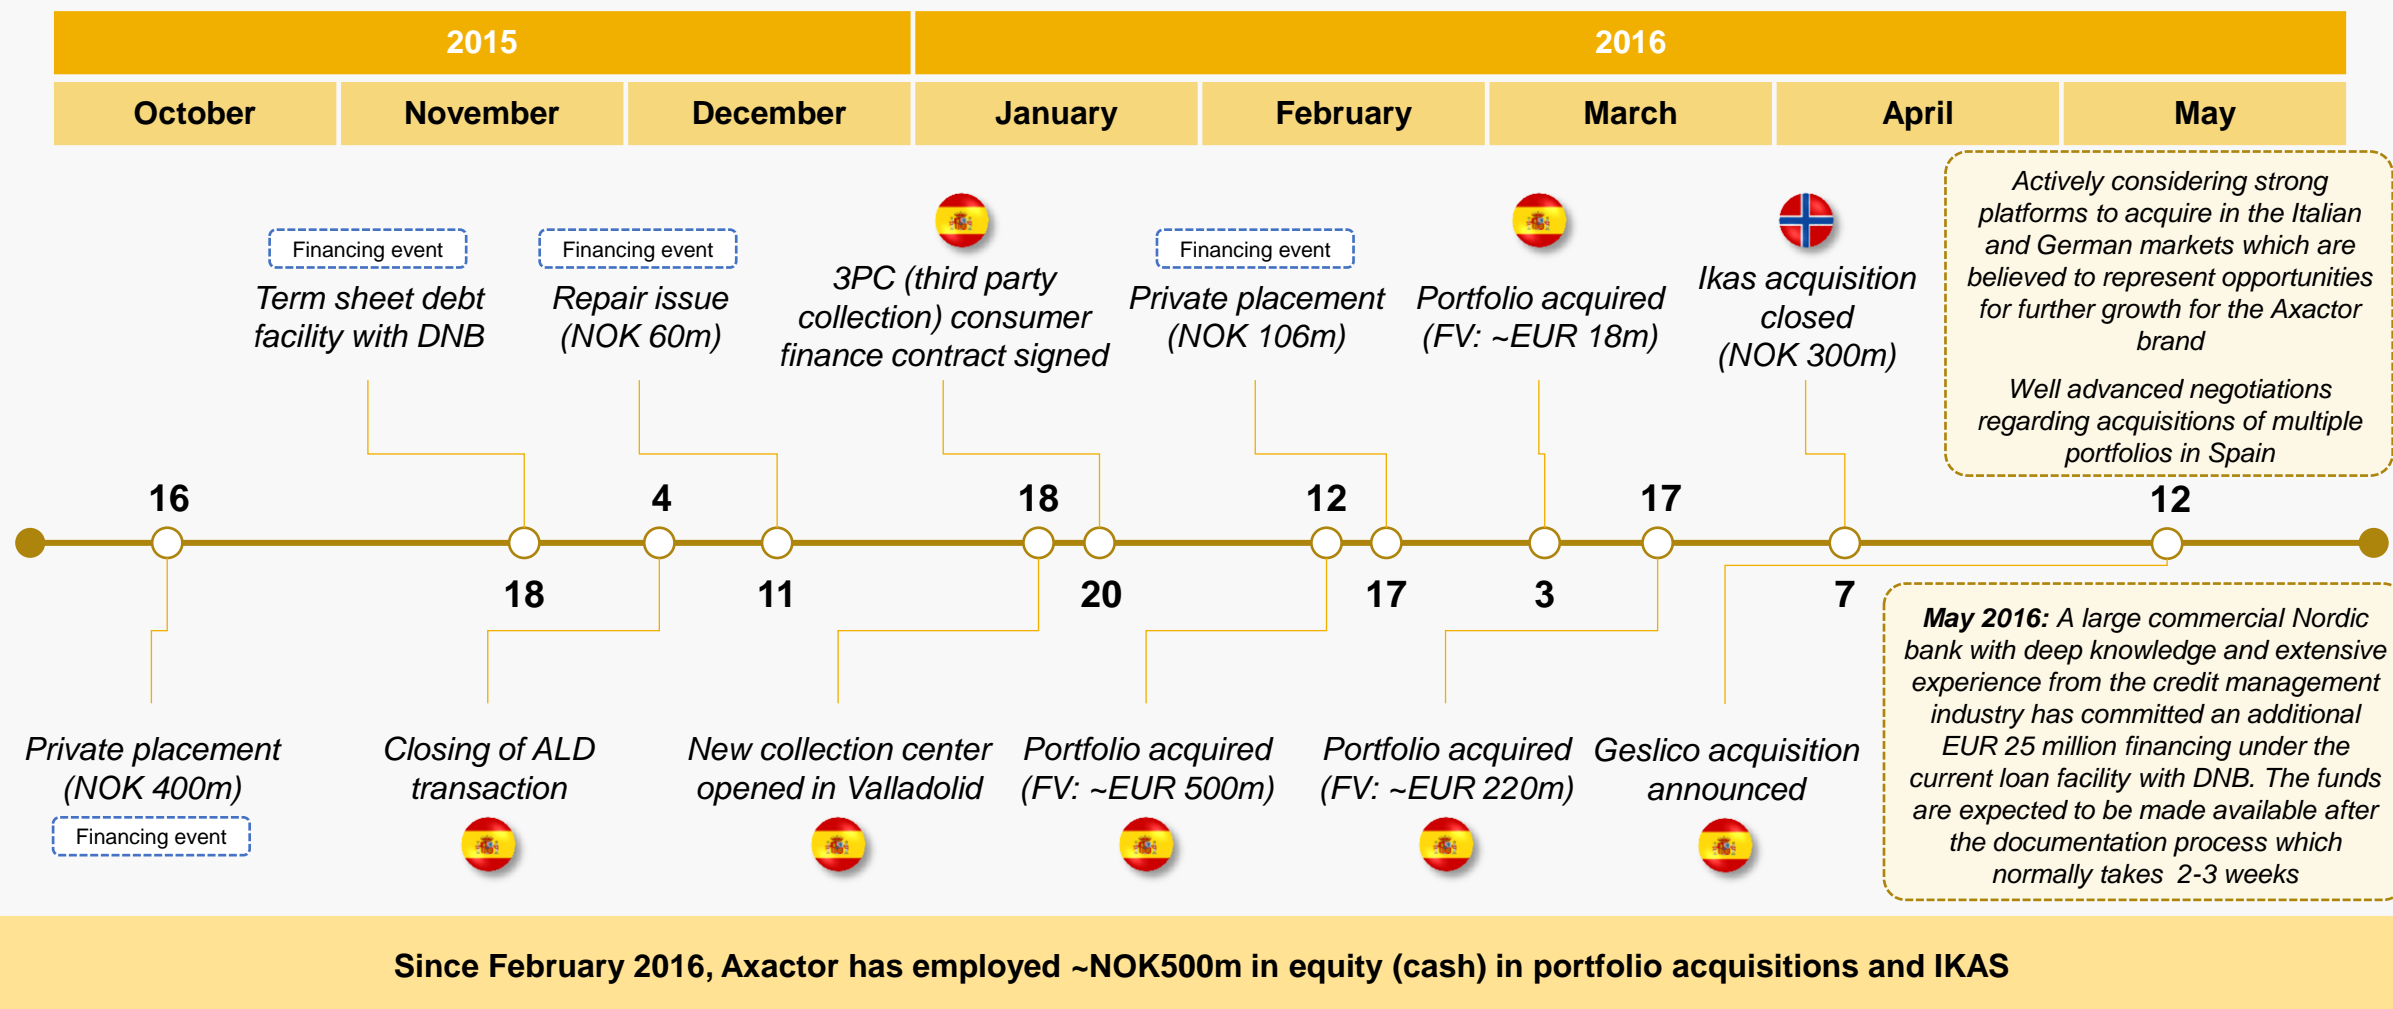 2015
2016
October
November
December
January
February
March
April
May
Financing event
Term sheet debt
facility with DNB
Financing event
Repair issue
(NOK 60m)
3PC (third party
collection) consumer
finance contract signed
Financing event
Private placement
(NOK 106m)
Portfolio acquired
(FV: ~EUR 18m)
Ikas acquisition
closed
(NOK 300m)
Actively considering strong
platforms to acquire in the Italian
and German markets which are
believed to represent opportunities
for further growth for the Axactor
brand
Well advanced negotiations
regarding acquisitions of multiple
portfolios in Spain
16
4
18
12
17
12
18
11
20
17
3
7
Private placement
(NOK 400m)
Financing event
Closing of ALD
transaction
New collection center
opened in Valladolid
Portfolio acquired
(FV: ~EUR 500m)
Portfolio acquired
(FV: ~EUR 220m)
Geslico acquisition
announced
May 2016: A large commercial Nordic
bank with deep knowledge and extensive
experience from the credit management
industry has committed an additional
EUR 25 million financing under the
current loan facility with DNB. The funds
are expected to be made available after
the documentation process which
normally takes  2-3 weeks
Since February 2016, Axactor has employed ~NOK500m in equity (cash) in portfolio acquisitions and IKAS